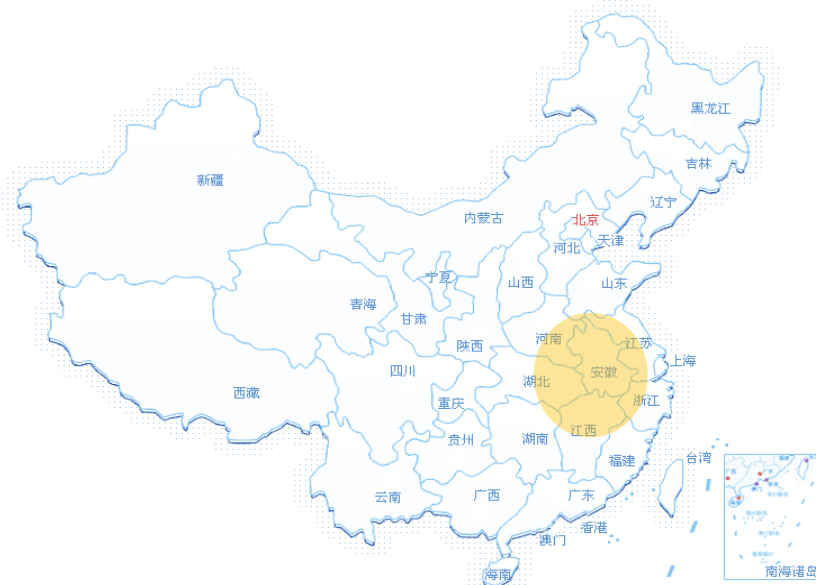 黑龙江
吉林
新疆
辽宁
内蒙古
北京
天津
河北
宁夏
山西
山东
青海
甘肃
河南
江苏
陕西
上海
四川
安徽
湖北
西藏
重庆
浙江
江西
贵州
湖南
台湾
福建
云南
广西
广东
香港
澳门
海南
南海诸岛